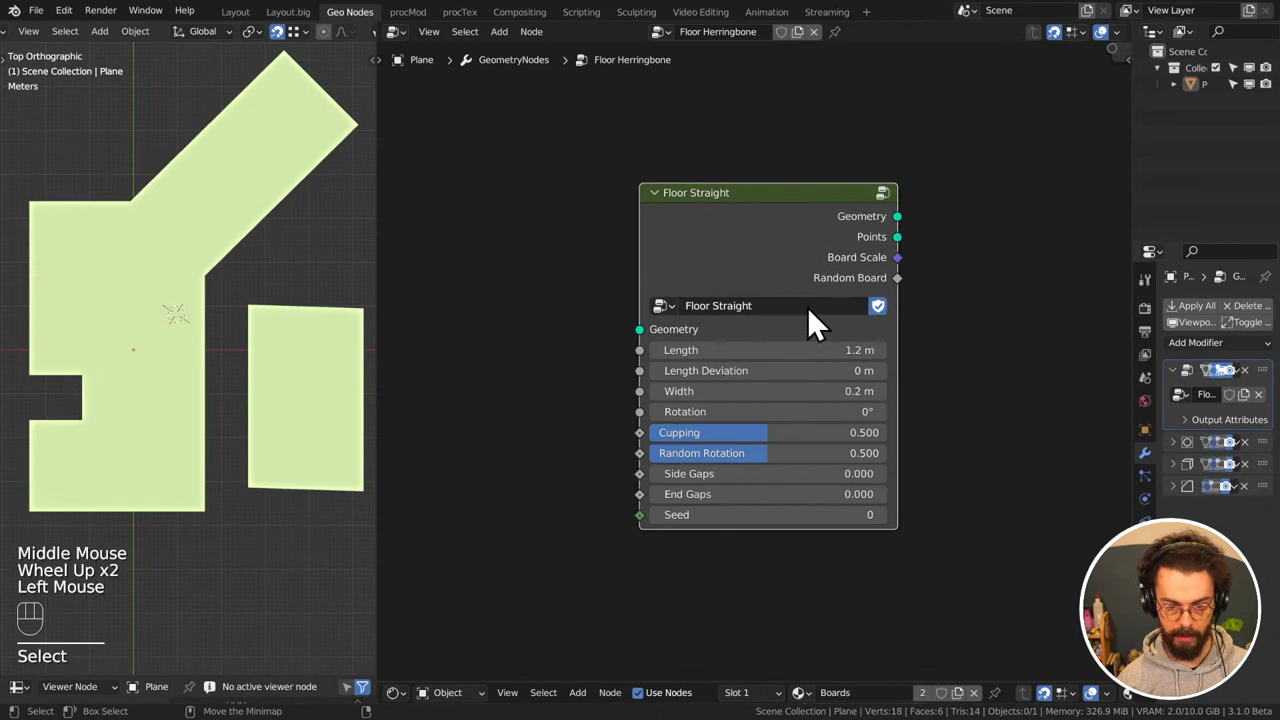 File Edit Render Window Help Layout Layout.big Geo Nodes procMod procTex Compositing Scripting Sculpting Video Editing Animation Streaming Scene View Layer
View Select Add Object Global View Select Add Node Floor Herringbone
Top Orthographic
(1) Scene Collection | Plane
Meters
Plane GeometryNodes Floor Herringbone
Scene Cc
Colle
P
Floor Straight
Geometry
Points
Board Scale
Random Board
Floor Straight
Geometry
Length 1.2 m
Length Deviation 0 m
Width 0.2 m
Rotation 0°
Cupping 0.500
Random Rotation 0.500
Side Gaps 0.000
End Gaps 0.000
Seed 0
P... G...
Apply All Delete ...
Viewpo... Toggle ...
Add Modifier
Flo...
Output Attributes
Middle Mouse
Wheel Up x2
Left Mouse
Select
Viewer Node Plane No active viewer node Object View Select Add Node Use Nodes Slot 1 Boards 2
Select Box Select Move the Minimap Scene Collection | Plane | Verts:18 | Faces:6 | Tris:14 | Objects:0/1 | Memory: 326.9 MiB | VRAM: 2.0/10.0 GiB | 3.1.0 Beta